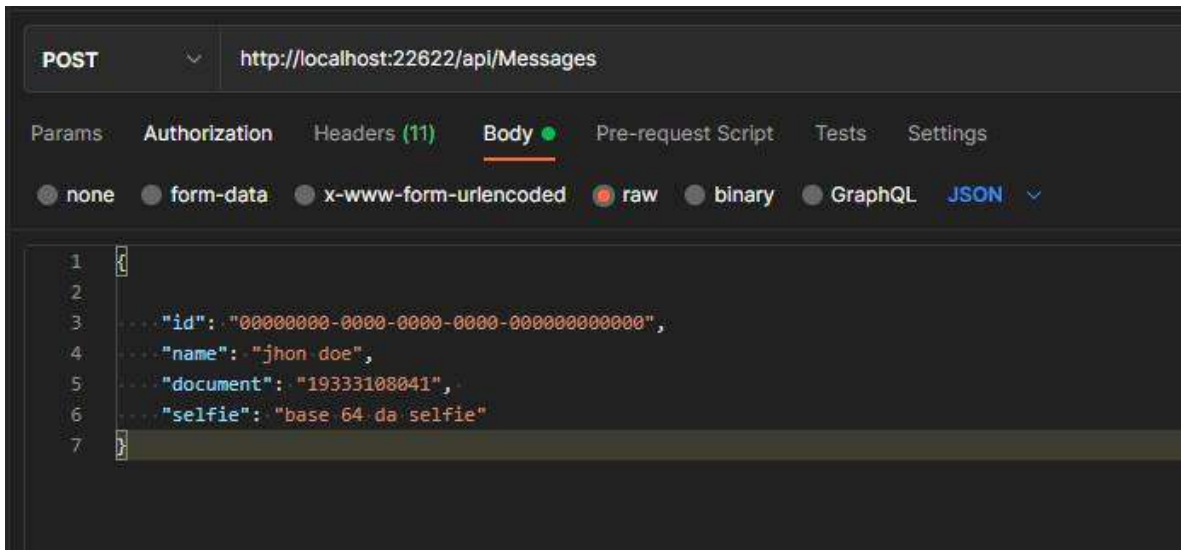 POST http://localhost:22622/api/Messages
Params Authorization Headers (11) Body Pre-request Script Tests Settings
none form-data x-www-form-urlencoded raw binary GraphQL JSON
1 {
2
3 "id": "00000000-0000-0000-0000-000000000000",
4 "name": "jhon doe",
5 "document": "19333108041",
6 "selfie": "base 64 da selfie"
7 }